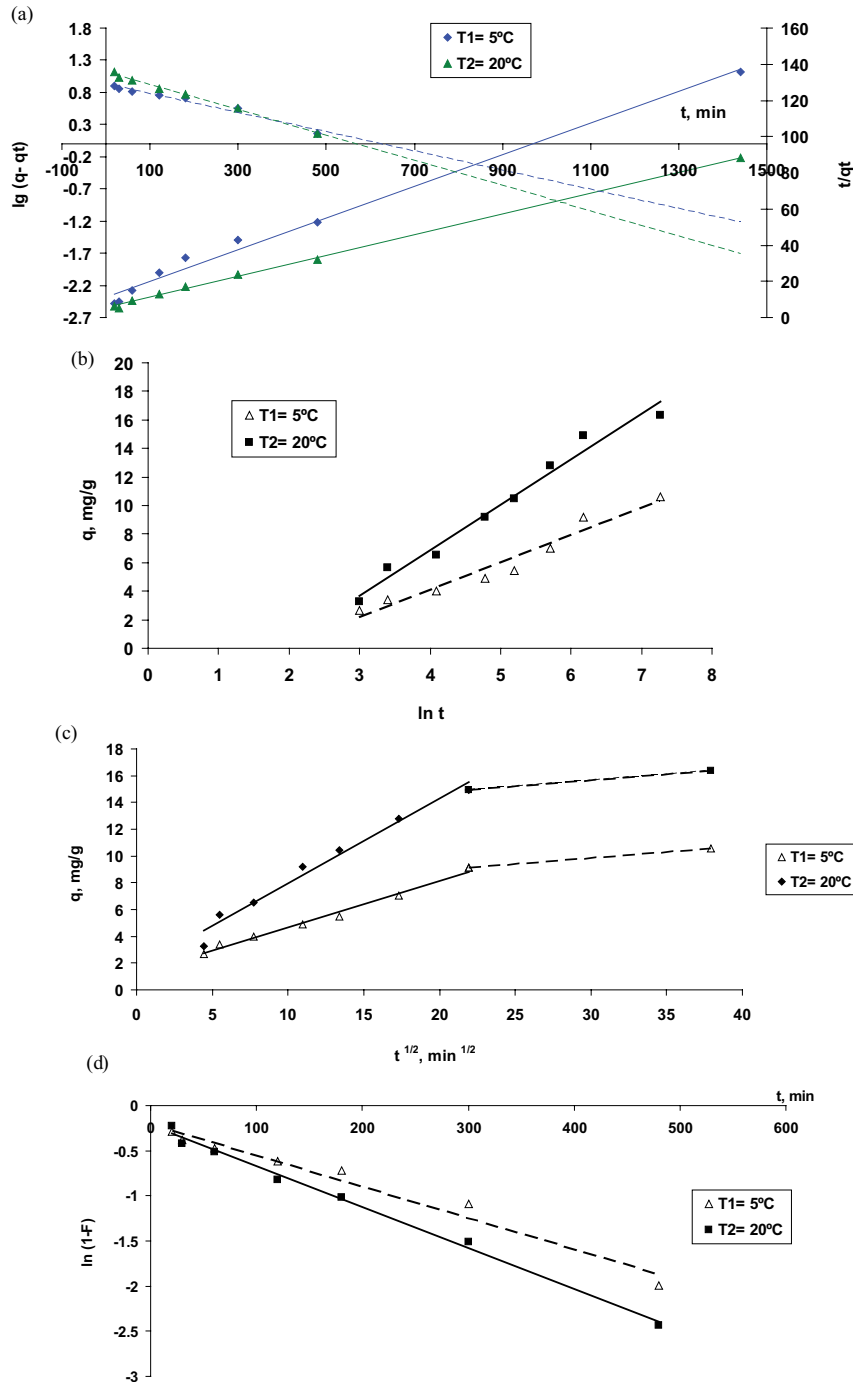 (a)
T1= 5ºC
T2= 20ºC
lg (q- qt)
1.8
1.3
0.8
0.3
-0.2
-0.7
-1.2
-1.7
-2.2
-2.7
-100 100 300 500 700 900 1100 1300 1500
t, min
160
140
120
100
80
60
40
20
0
t/qt
(b)
T1= 5ºC
T2= 20ºC
q, mg/g
20
18
16
14
12
10
8
6
4
2
0
0 1 2 3 4 5 6 7 8
ln t
(c)
q, mg/g
18
16
14
12
10
8
6
4
2
0
0 5 10 15 20 25 30 35 40
t 1/2, min 1/2
T1= 5ºC
T2= 20ºC
(d)
t, min
0 100 200 300 400 500 600
ln (1-F)
0
-0.5
-1
-1.5
-2
-2.5
-3
T1= 5ºC
T2= 20ºC